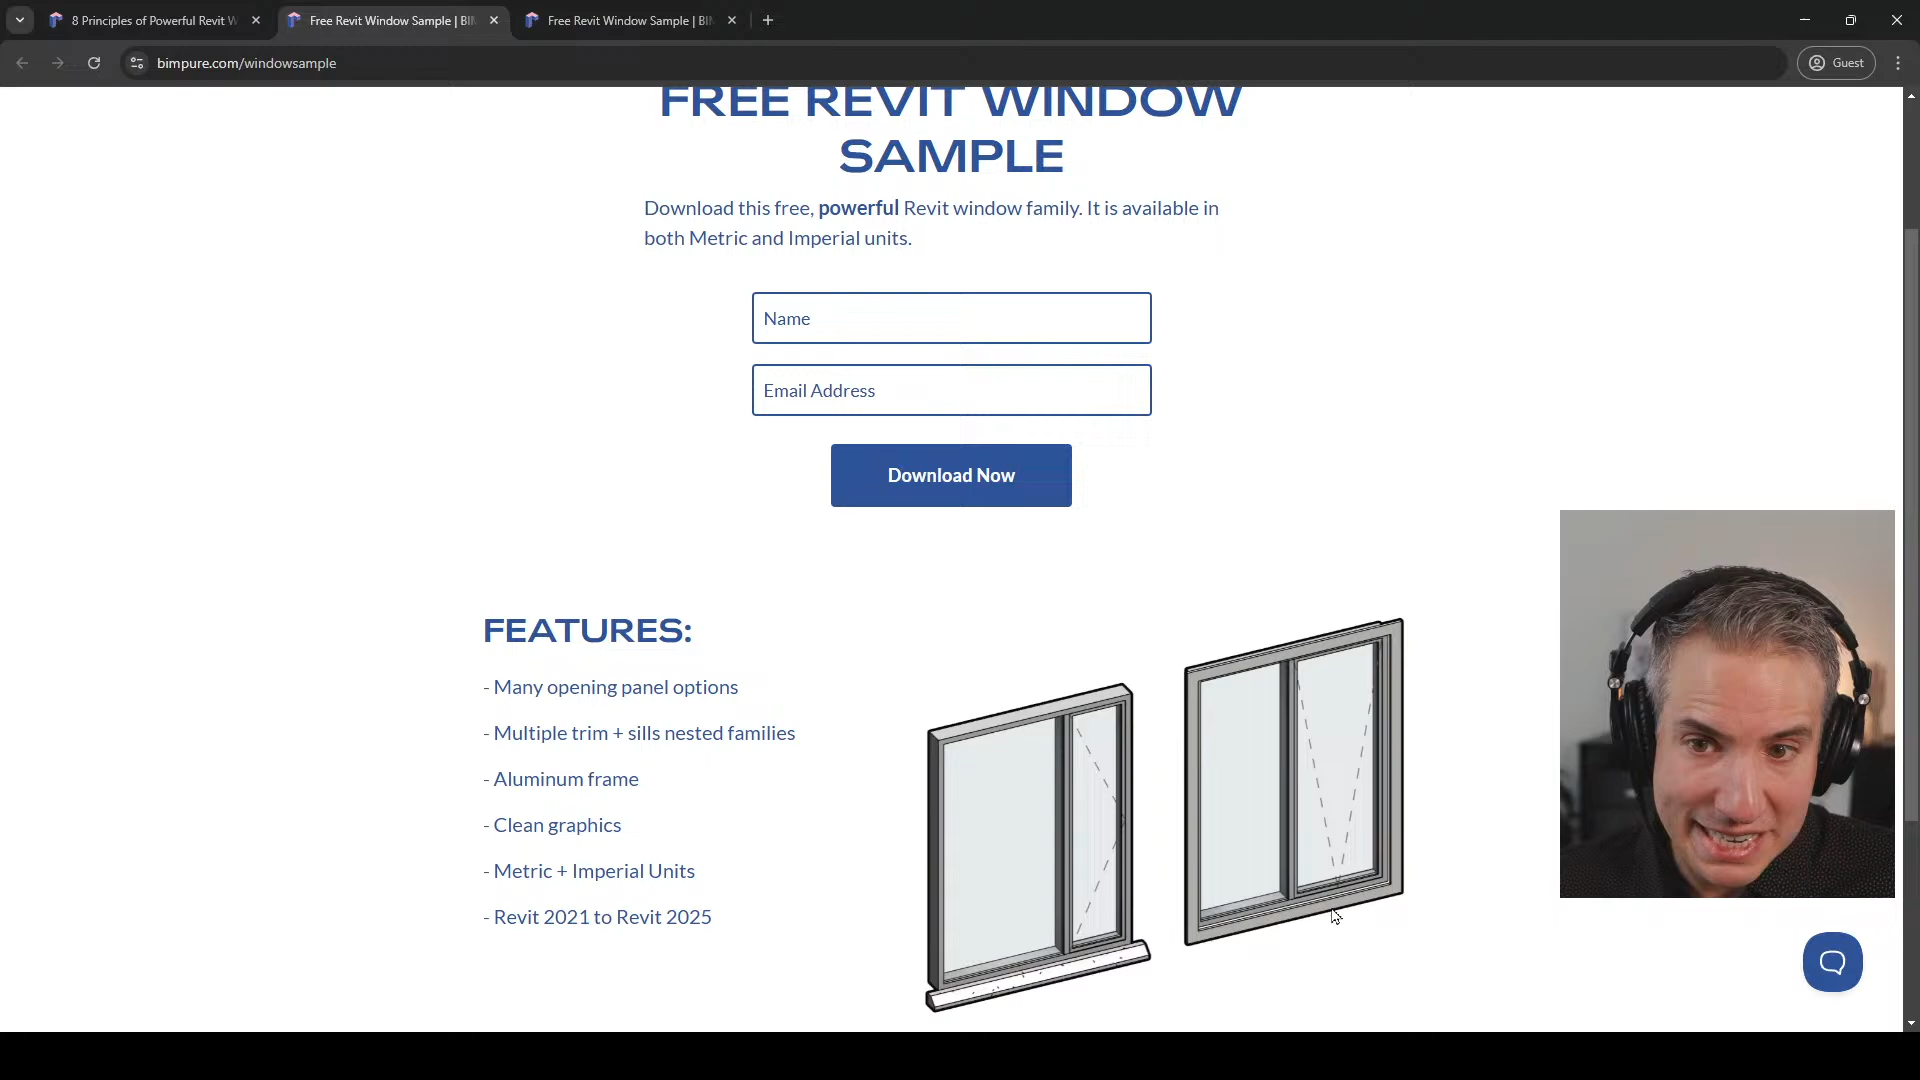 8 Principles of Powerful Revit W
Free Revit Window Sample | BIM
Free Revit Window Sample | BIM
bimpure.com/windowsample
Guest
FREE REVIT WINDOW
SAMPLE
Download this free, powerful Revit window family. It is available in
both Metric and Imperial units.
Name
Email Address
Download Now
FEATURES:
- Many opening panel options
- Multiple trim + sills nested families
- Aluminum frame
- Clean graphics
- Metric + Imperial Units
- Revit 2021 to Revit 2025